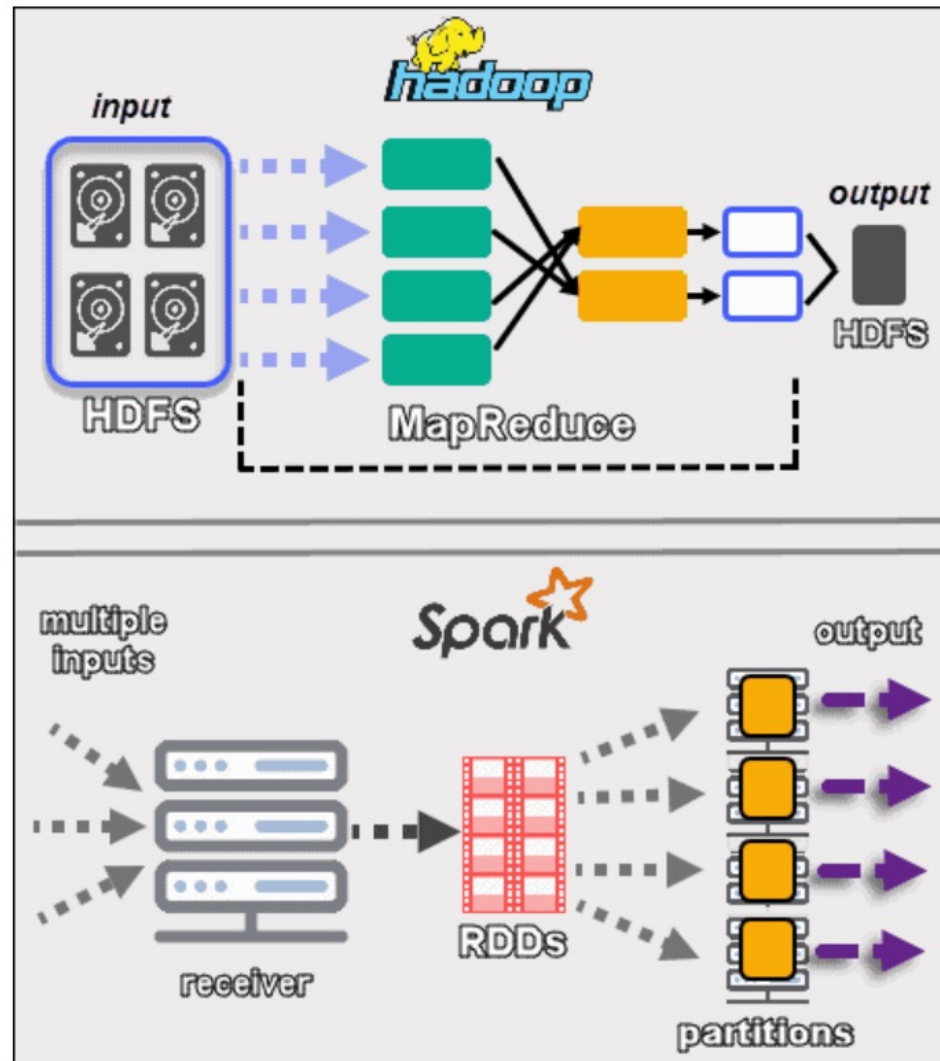 hadoop
input
output
HDFS
HDFS
MapReduce
Spark
multiple
inputs
output
receiver
RDDs
partitions